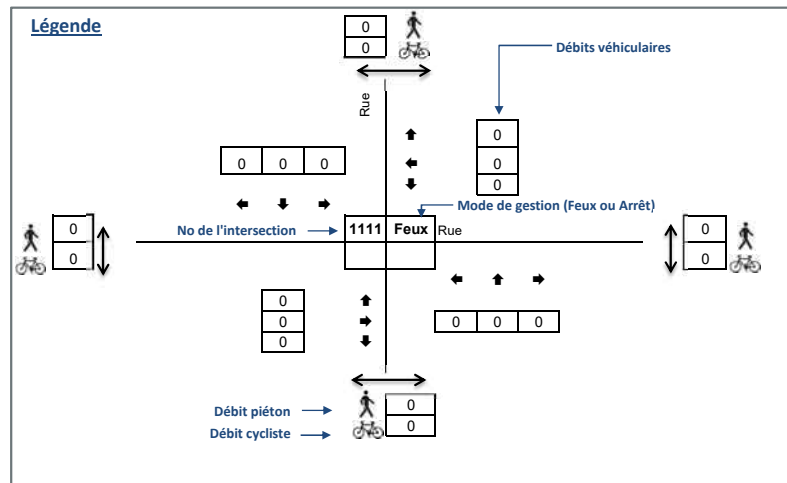 Légende
0
0
Débits véhiculaires
Rue
0
0
0
0 0 0
Mode de gestion (Feux ou Arrêt)
No de l'intersection
1111 Feux Rue
0
0
0
0
0
0
0
0 0 0
Débit piéton
0
Débit cycliste
0